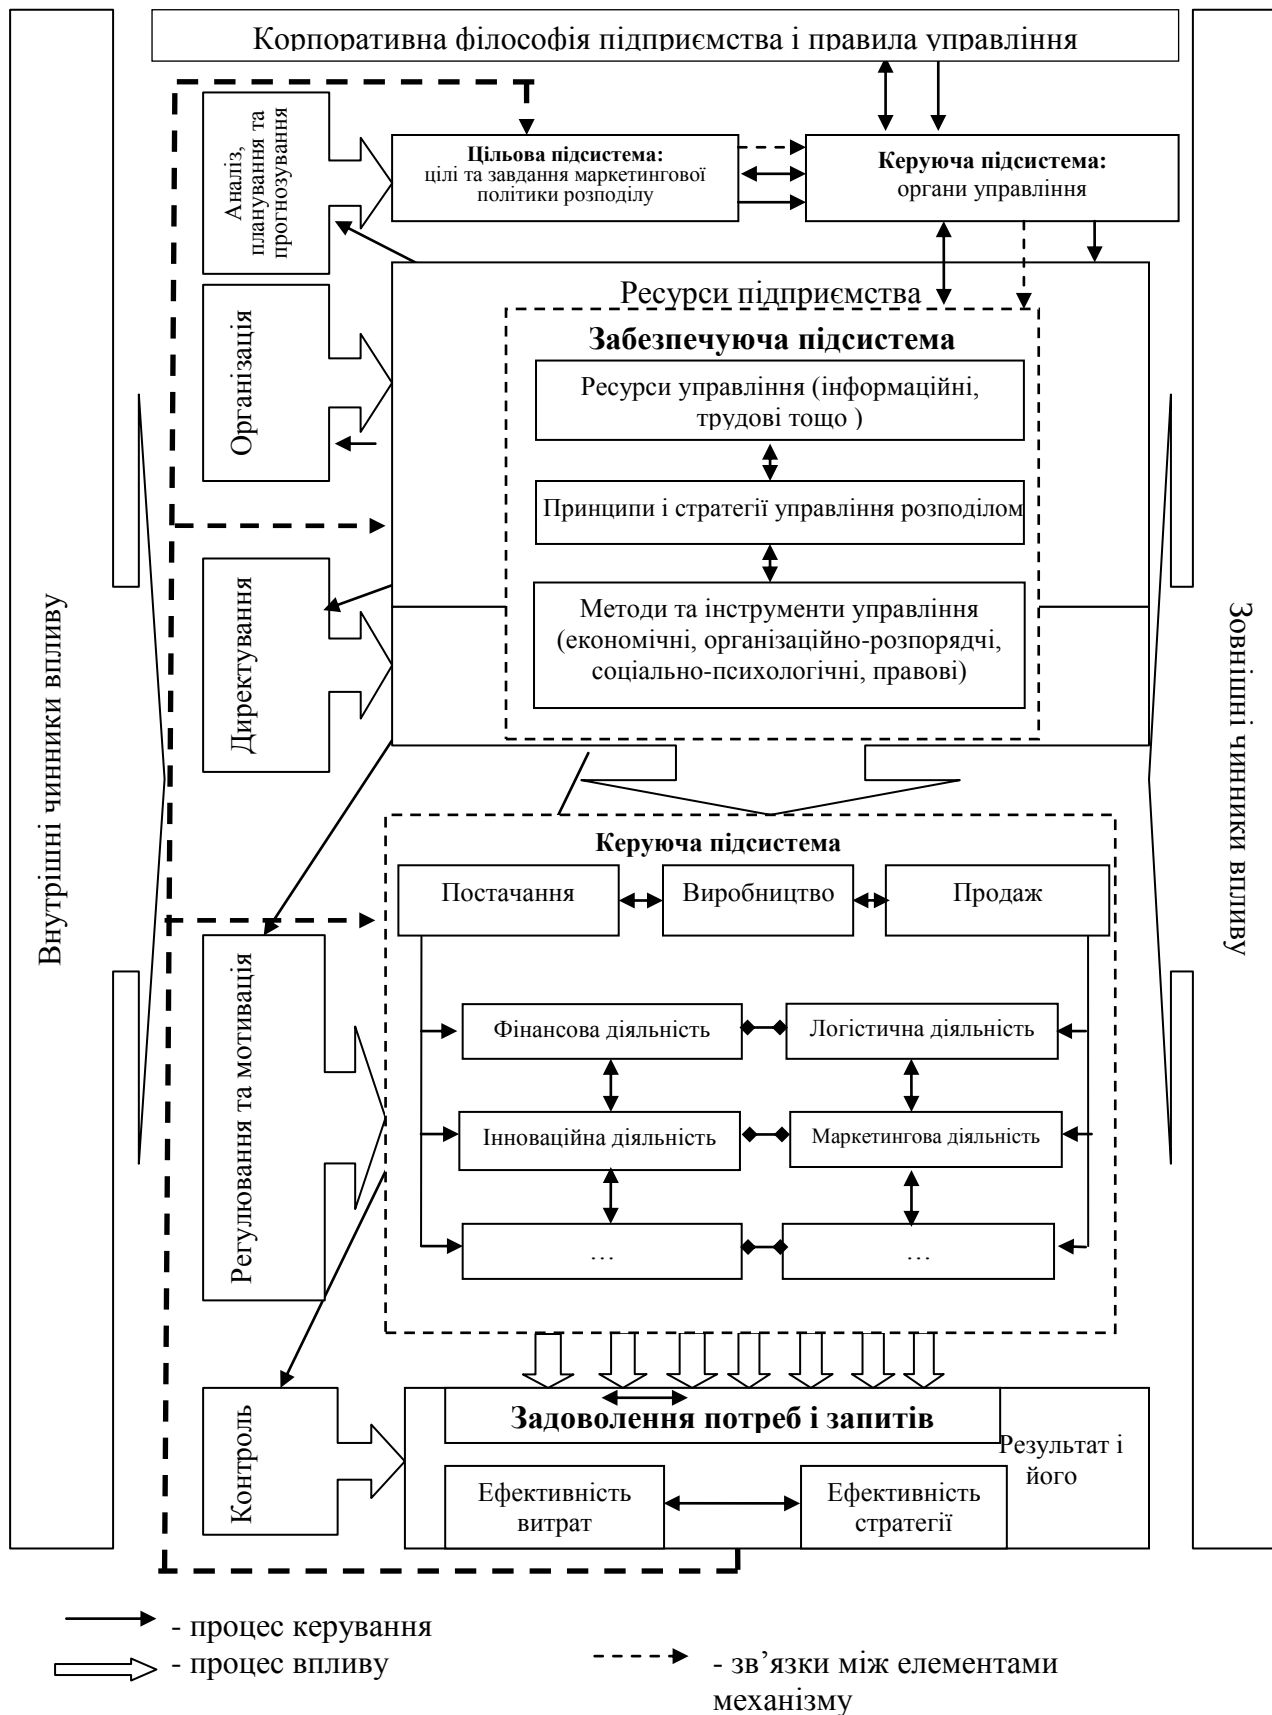 Корпоративна філософія підприємства і правила управління
Аналіз,
планування та
прогнозування
Цільова підсистема:
цілі та завдання маркетингової
політики розподілу
Керуюча підсистема:
органи управління
Організація
Ресурси підприємства
Забезпечуюча підсистема
Ресурси управління (інформаційні,
трудові тощо )
Принципи і стратегії управління розподілом
Директування
Методи та інструменти управління
(економічні, організаційно-розпорядчі,
соціально-психологічні, правові)
Внутрішні чинники впливу
Зовнішні чинники впливу
Керуюча підсистема
Постачання
Виробництво
Продаж
Регулювання та мотивація
Фінансова діяльність
Логістична діяльність
Інноваційна діяльність
Маркетингова діяльність
…
…
Контроль
Задоволення потреб і запитів
Результат і
його
Ефективність
витрат
Ефективність
стратегії
- процес керування
- процес впливу
- зв’язки між елементами
механізму